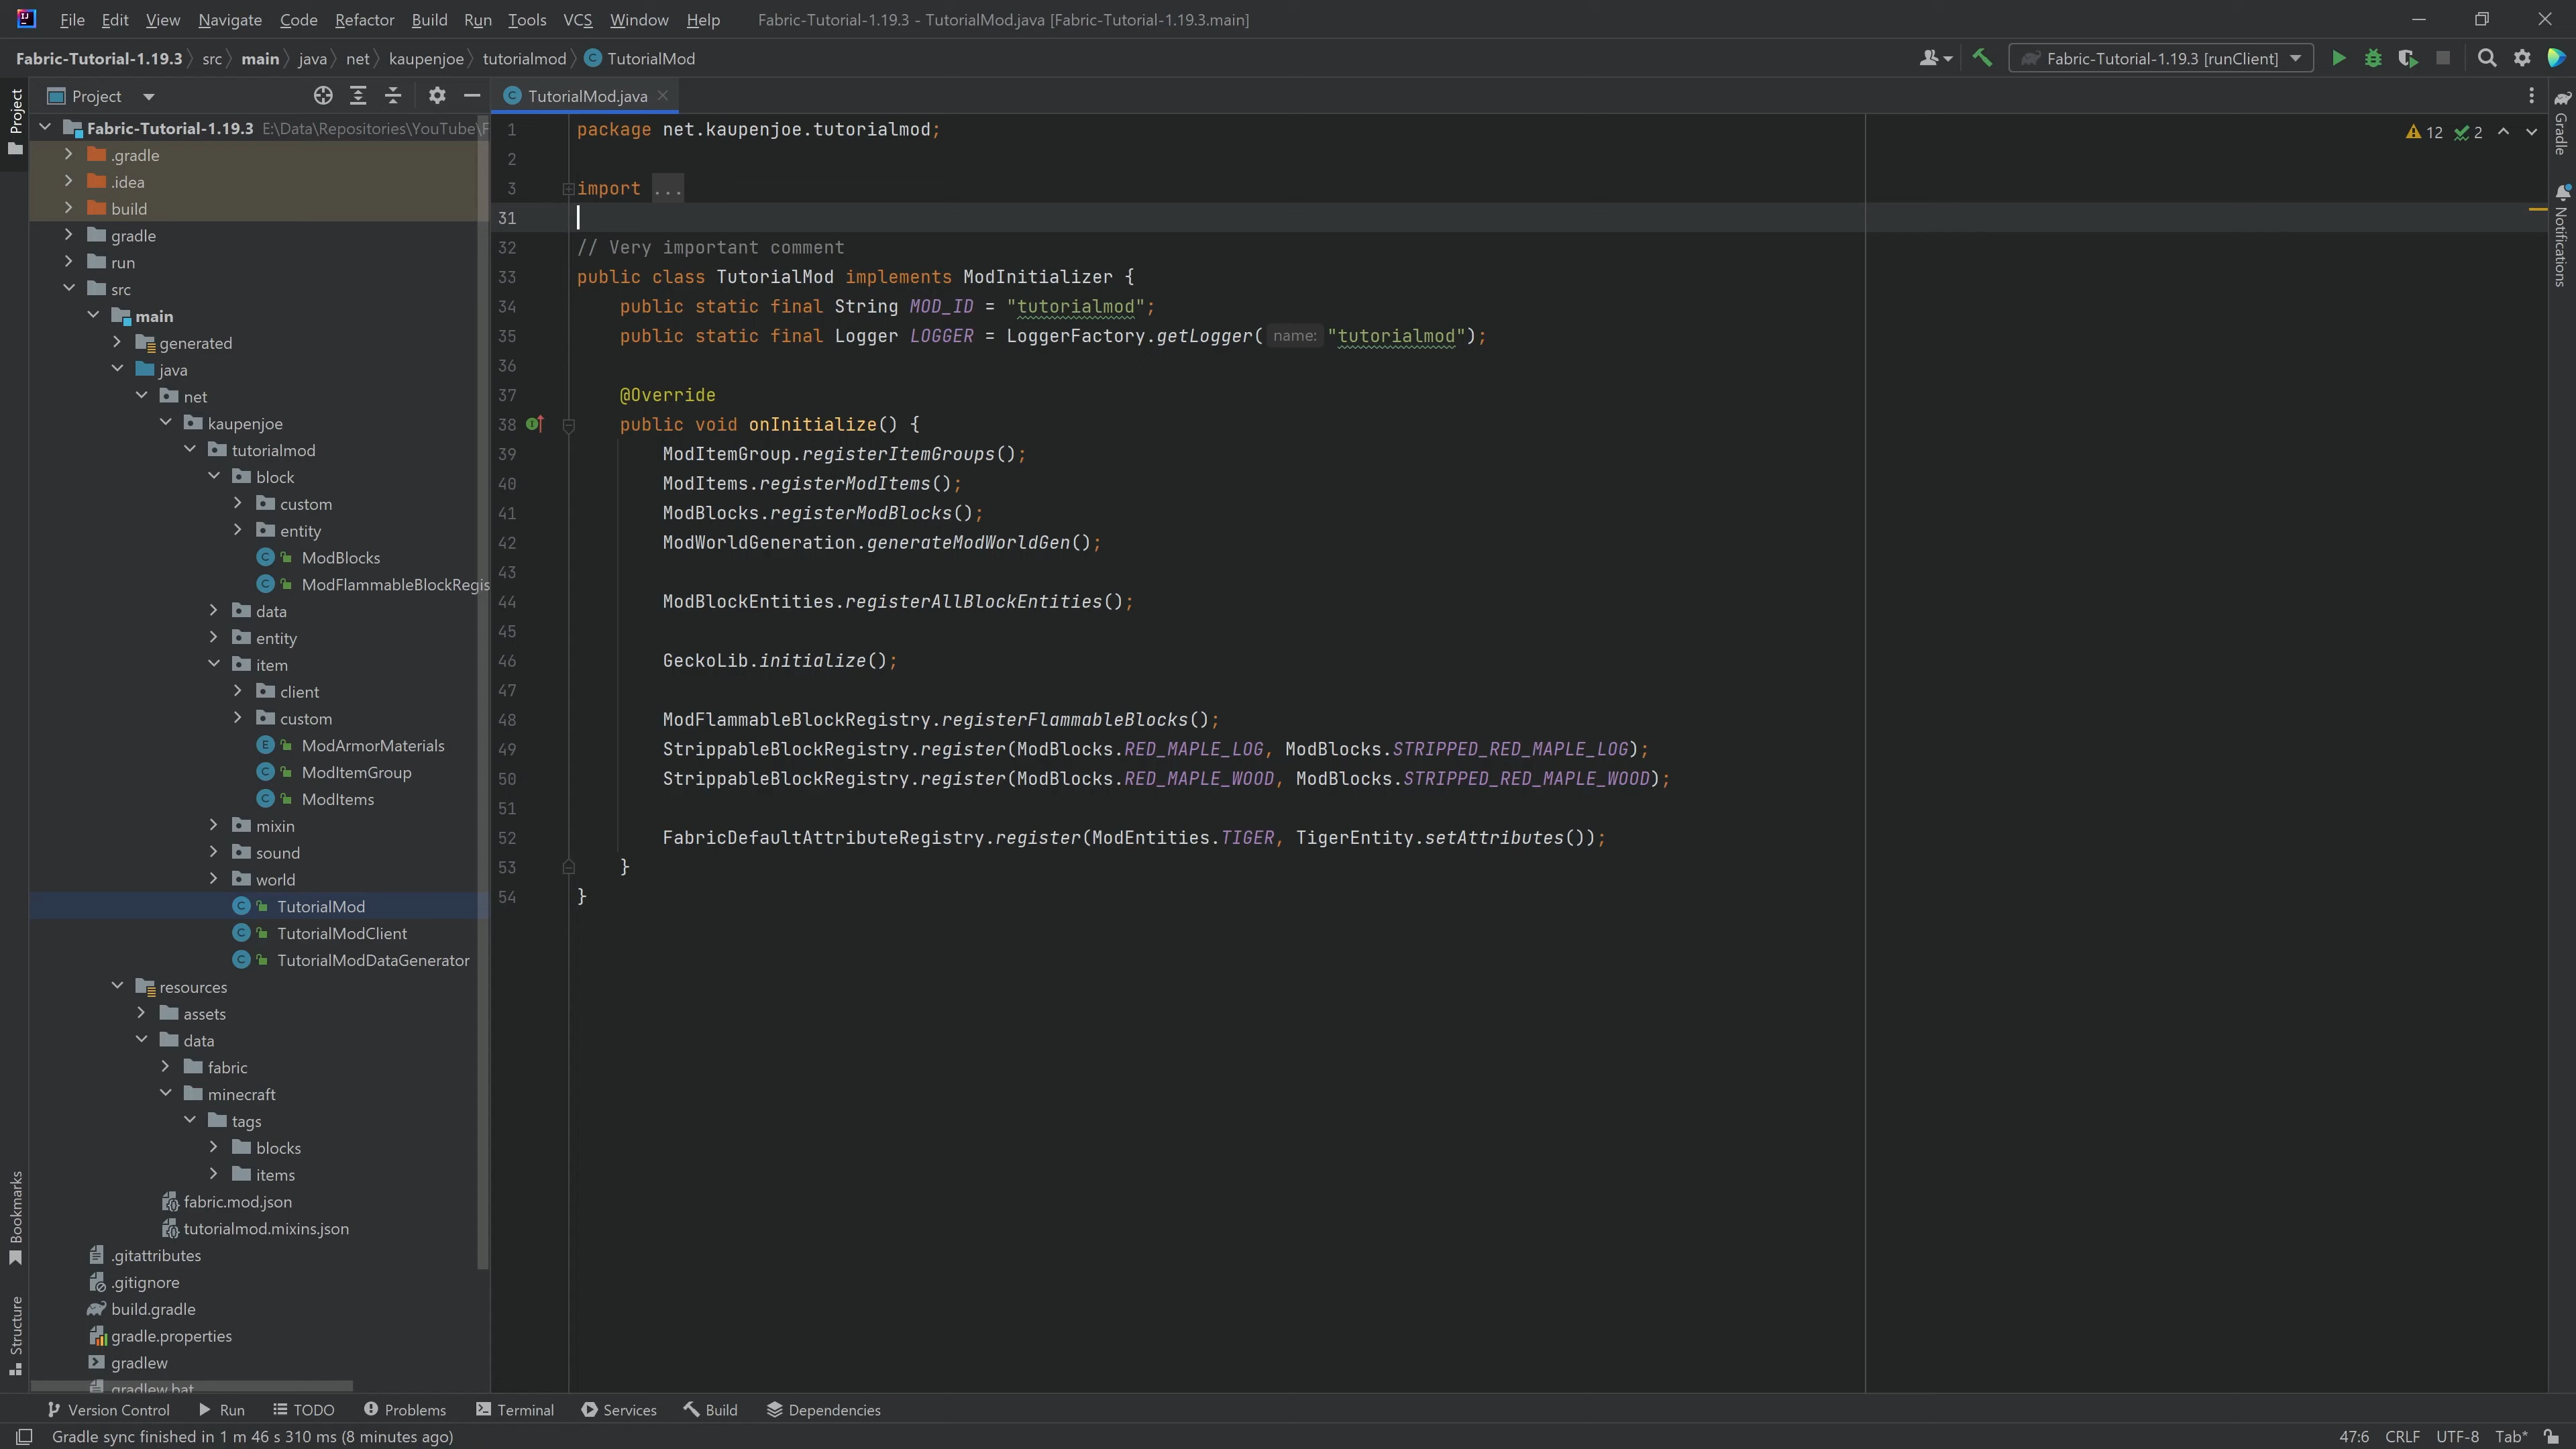 File Edit View Navigate Code Refactor Build Run Tools VCS Window Help Fabric-Tutorial-1.19.3 - TutorialMod.java [Fabric-Tutorial-1.19.3.main]
Fabric-Tutorial-1.19.3 src main java net kaupenjoe tutorialmod TutorialMod Fabric-Tutorial-1.19.3 [runClient]
Project
TutorialMod.java
Project
Fabric-Tutorial-1.19.3 E:\Data\Repositories\YouTube\F
.gradle
.idea
build
gradle
run
src
main
generated
java
net
kaupenjoe
tutorialmod
block
custom
entity
ModBlocks
ModFlammableBlockRegis
data
entity
item
client
custom
ModArmorMaterials
ModItemGroup
ModItems
mixin
sound
world
TutorialMod
TutorialModClient
TutorialModDataGenerator
resources
assets
data
fabric
minecraft
tags
blocks
items
fabric.mod.json
tutorialmod.mixins.json
.gitattributes
.gitignore
build.gradle
gradle.properties
gradlew
gradlew.bat
Bookmarks
Structure
1 package net.kaupenjoe.tutorialmod;
2
3 import ...
31
32 // Very important comment
33 public class TutorialMod implements ModInitializer {
34 public static final String MOD_ID = "tutorialmod";
35 public static final Logger LOGGER = LoggerFactory.getLogger( name: "tutorialmod");
36
37 @Override
38 public void onInitialize() {
39 ModItemGroup.registerItemGroups();
40 ModItems.registerModItems();
41 ModBlocks.registerModBlocks();
42 ModWorldGeneration.generateModWorldGen();
43
44 ModBlockEntities.registerAllBlockEntities();
45
46 GeckoLib.initialize();
47
48 ModFlammableBlockRegistry.registerFlammableBlocks();
49 StrippableBlockRegistry.register(ModBlocks.RED_MAPLE_LOG, ModBlocks.STRIPPED_RED_MAPLE_LOG);
50 StrippableBlockRegistry.register(ModBlocks.RED_MAPLE_WOOD, ModBlocks.STRIPPED_RED_MAPLE_WOOD);
51
52 FabricDefaultAttributeRegistry.register(ModEntities.TIGER, TigerEntity.setAttributes());
53 }
54 }
12 2
Gradle
Notifications
Version Control Run TODO Problems Terminal Services Build Dependencies
Gradle sync finished in 1 m 46 s 310 ms (8 minutes ago) 47:6 CRLF UTF-8 Tab*